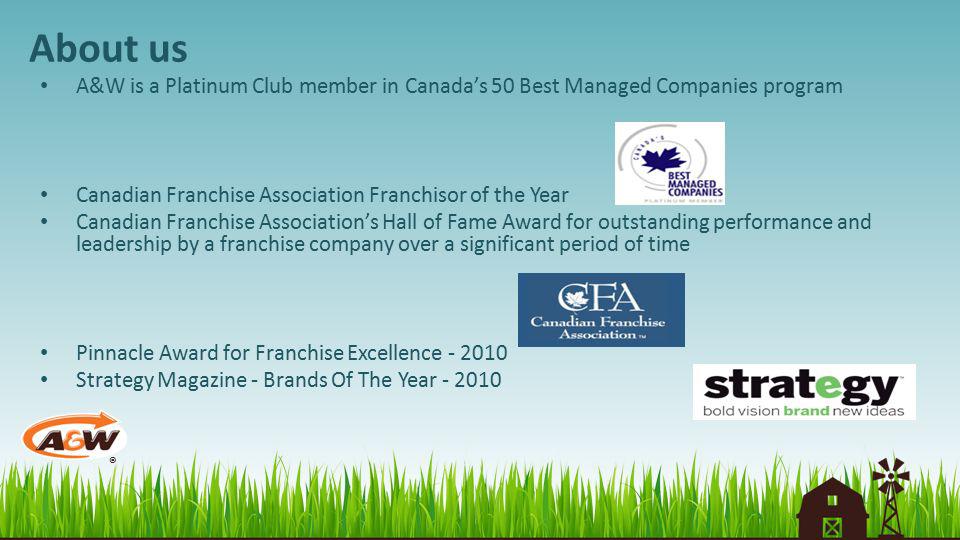 About us
• A&W is a Platinum Club member in Canada’s 50 Best Managed Companies program
CANADA'S
BEST
MANAGED
COMPANIES
PLATINUM MEMBER
• Canadian Franchise Association Franchisor of the Year
• Canadian Franchise Association’s Hall of Fame Award for outstanding performance and
leadership by a franchise company over a significant period of time
CFA
Canadian Franchise
Association™
• Pinnacle Award for Franchise Excellence - 2010
• Strategy Magazine - Brands Of The Year - 2010
strategy
bold vision brand new ideas
A&W
®